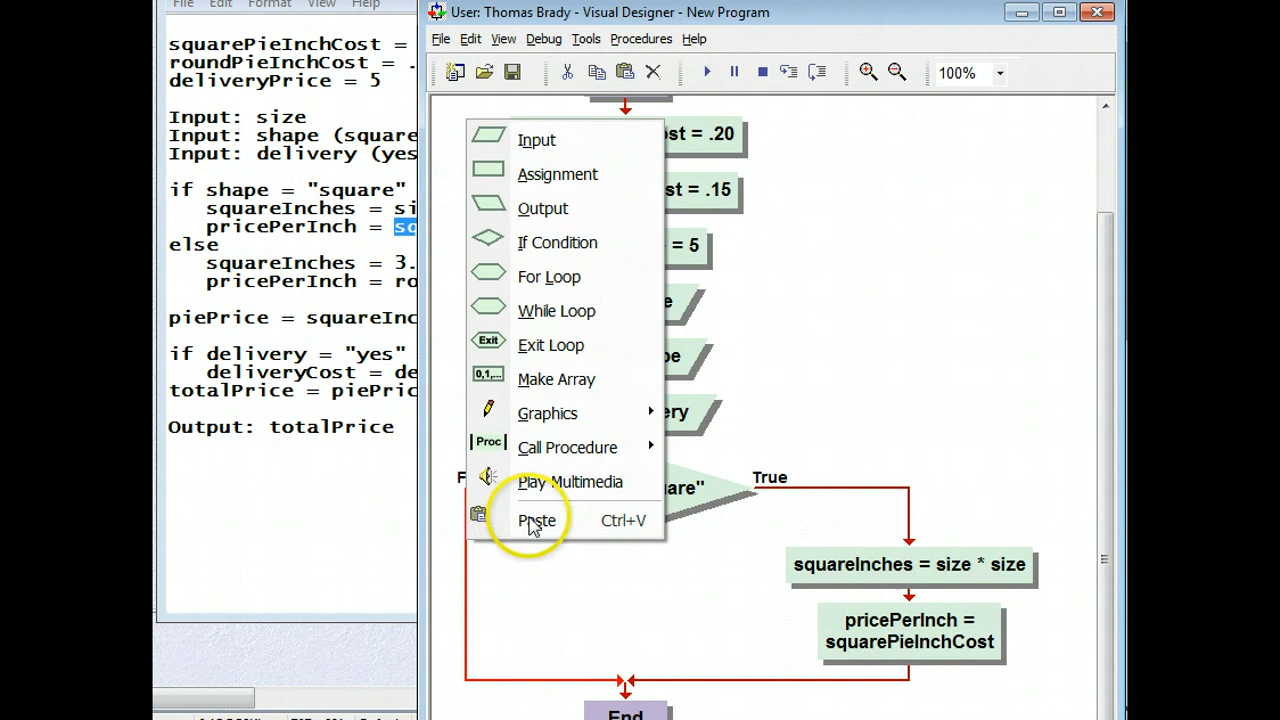 File Edit Format View Help
squarePieInchCost =
roundPieInchCost = .
deliveryPrice = 5
Input: size
Input: shape (square
Input: delivery (yes
if shape = "square"
squareInches = si
pricePerInch =
else
squareInches = 3.
pricePerInch = ro
piePrice = squareInc
if delivery = "yes"
deliveryCost = de
totalPrice = piePric
Output: totalPrice
User: Thomas Brady - Visual Designer - New Program
File Edit View Debug Tools Procedures Help
100%
Input
Assignment
Output
If Condition
For Loop
While Loop
Exit Exit Loop
0,1,... Make Array
Graphics
Proc Call Procedure
Play Multimedia
Paste Ctrl+V
ost = .20
st = .15
= 5
e
pe
ery
F
uare"
True
squareInches = size * size
pricePerInch =
squarePieInchCost
End